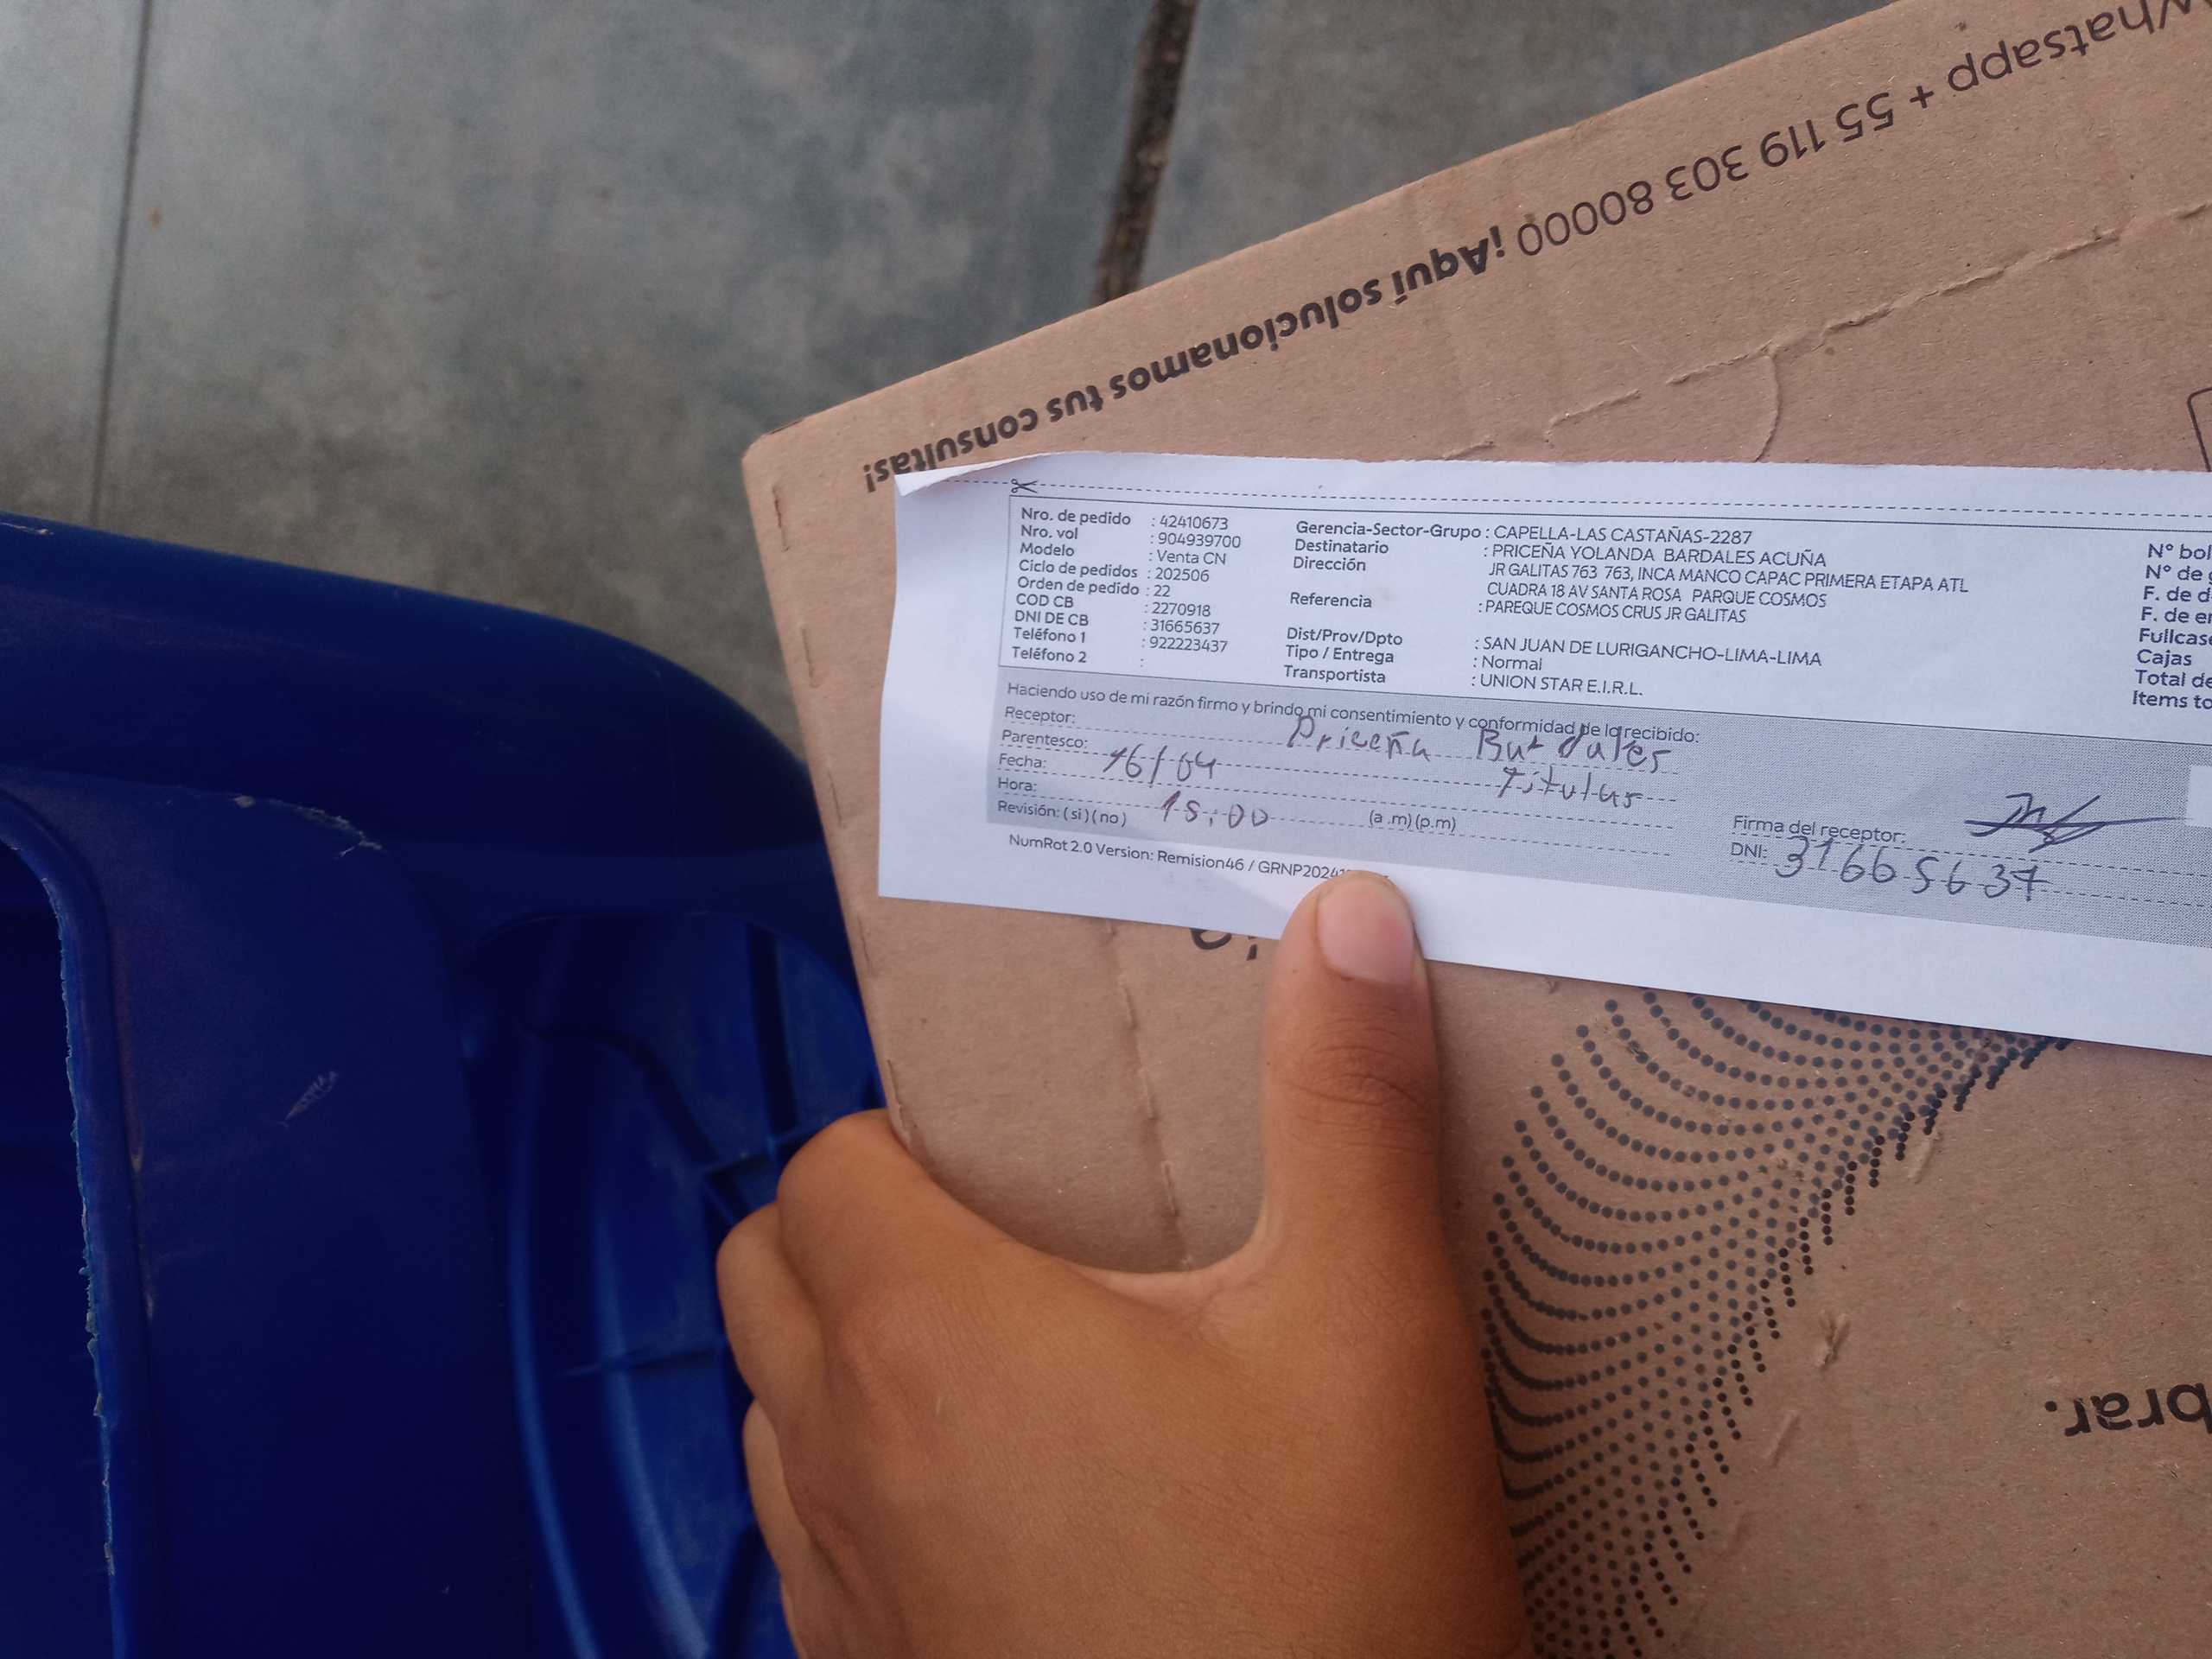 Whatsapp + 55 119 303 80000 ¡Aquí solucionamos tus consultas!
Nro. de pedido : 42410673
Nro. vol : 904939700
Modelo : Venta CN
Ciclo de pedidos : 202506
Orden de pedido : 22
COD CB : 2270918
DNI DE CB : 31665637
Teléfono 1 : 922223437
Teléfono 2 :
Gerencia-Sector-Grupo : CAPELLA-LAS CASTAÑAS-2287
Destinatario : PRICEÑA YOLANDA BARDALES ACUÑA
Dirección JR GALITAS 763 763, INCA MANCO CAPAC PRIMERA ETAPA ATL
CUADRA 18 AV SANTA ROSA PARQUE COSMOS
Referencia : PAREQUE COSMOS CRUS JR GALITAS
Dist/Prov/Dpto : SAN JUAN DE LURIGANCHO-LIMA-LIMA
Tipo / Entrega : Normal
Transportista : UNION STAR E.I.R.L.
N° bol
N° de
F. de d
F. de
Fullcas
Cajas
Total de
Items to
Haciendo uso de mi razón firmo y brindo mi consentimiento y conformidad de lo recibido:
Receptor: Priceña Bardales
Parentesco: titular
Fecha: 16/04
Hora: 15:00 (a.m) (p.m)
Revisión: ( si ) ( no )
Firma del receptor:
DNI: 31665637
NumRot 2.0 Version: Remision46 / GRNP2024
brar.